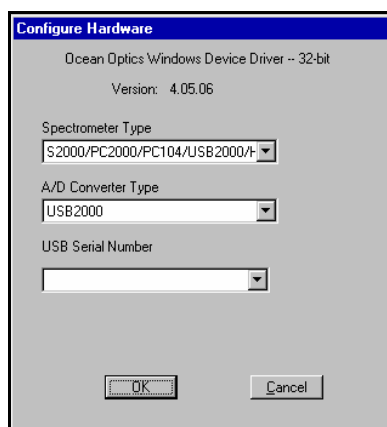 Configure Hardware
Ocean Optics Windows Device Driver -- 32-bit
Version: 4.05.06
Spectrometer Type
S2000/PC2000/PC104/USB2000/H
A/D Converter Type
USB2000
USB Serial Number
OK
Cancel